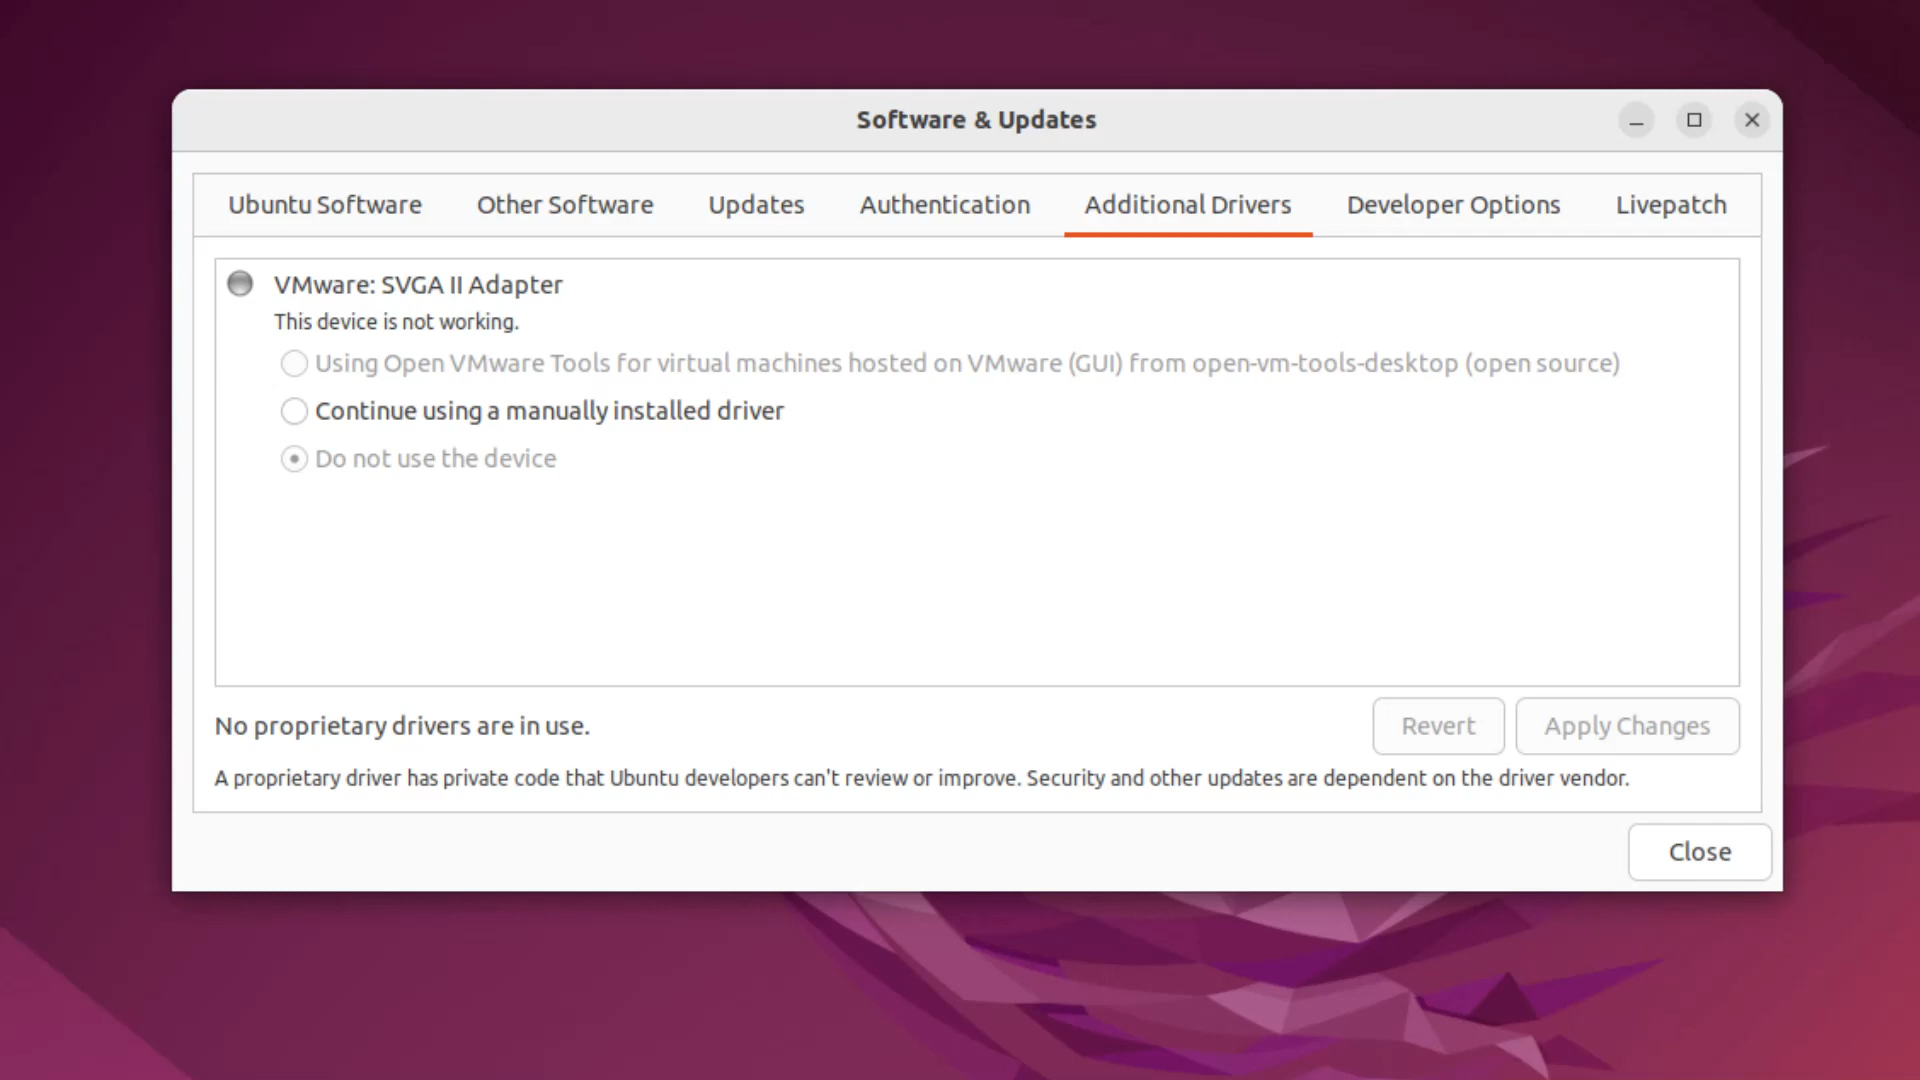 Software & Updates
Ubuntu Software Other Software Updates Authentication Additional Drivers Developer Options Livepatch
VMware: SVGA II Adapter
This device is not working.
Using Open VMware Tools for virtual machines hosted on VMware (GUI) from open-vm-tools-desktop (open source)
Continue using a manually installed driver
Do not use the device
No proprietary drivers are in use.
Revert Apply Changes
A proprietary driver has private code that Ubuntu developers can't review or improve. Security and other updates are dependent on the driver vendor.
Close